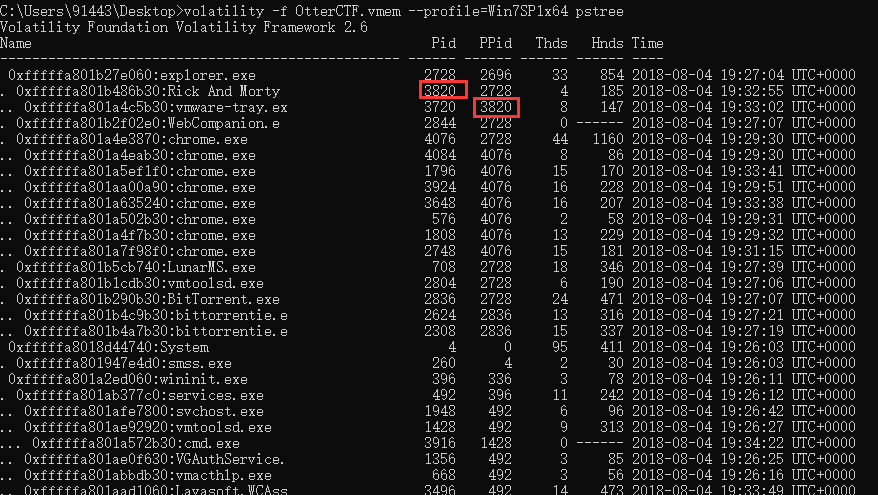 C:\Users\91443\Desktop>volatility -f OtterCTF.vmem --profile=Win7SP1x64 pstree
Volatility Foundation Volatility Framework 2.6
Name Pid PPid Thds Hnds Time
-------------------------------------------------- ------ ------ ------ ------ ----
0xfffffa801b27e060:explorer.exe 2728 2696 33 854 2018-08-04 19:27:04 UTC+0000
. 0xfffffa801b486b30:Rick And Morty 3820 2728 4 185 2018-08-04 19:32:55 UTC+0000
.. 0xfffffa801a4c5b30:vmware-tray.ex 3720 3820 8 147 2018-08-04 19:33:02 UTC+0000
. 0xfffffa801b2f02e0:WebCompanion.e 2844 2728 0 ------ 2018-08-04 19:27:07 UTC+0000
. 0xfffffa801a4e3870:chrome.exe 4076 2728 44 1160 2018-08-04 19:29:30 UTC+0000
.. 0xfffffa801a4eab30:chrome.exe 4084 4076 8 86 2018-08-04 19:29:30 UTC+0000
.. 0xfffffa801a5ef1f0:chrome.exe 1796 4076 15 170 2018-08-04 19:33:41 UTC+0000
.. 0xfffffa801aa00a90:chrome.exe 3924 4076 16 228 2018-08-04 19:29:51 UTC+0000
.. 0xfffffa801a635240:chrome.exe 3648 4076 16 207 2018-08-04 19:33:38 UTC+0000
.. 0xfffffa801a502b30:chrome.exe 576 4076 2 58 2018-08-04 19:29:31 UTC+0000
.. 0xfffffa801a4f7b30:chrome.exe 1808 4076 13 229 2018-08-04 19:29:32 UTC+0000
.. 0xfffffa801a7f98f0:chrome.exe 2748 4076 15 181 2018-08-04 19:31:15 UTC+0000
. 0xfffffa801b5cb740:LunarMS.exe 708 2728 18 346 2018-08-04 19:27:39 UTC+0000
. 0xfffffa801b1cdb30:vmtoolsd.exe 2804 2728 6 190 2018-08-04 19:27:06 UTC+0000
. 0xfffffa801b290b30:BitTorrent.exe 2836 2728 24 471 2018-08-04 19:27:07 UTC+0000
.. 0xfffffa801b4c9b30:bittorrentie.e 2624 2836 13 316 2018-08-04 19:27:21 UTC+0000
.. 0xfffffa801b4a7b30:bittorrentie.e 2308 2836 15 337 2018-08-04 19:27:19 UTC+0000
0xfffffa8018d44740:System 4 0 95 411 2018-08-04 19:26:03 UTC+0000
. 0xfffffa801947e4d0:smss.exe 260 4 2 30 2018-08-04 19:26:03 UTC+0000
0xfffffa801a2ed060:wininit.exe 396 336 3 78 2018-08-04 19:26:11 UTC+0000
. 0xfffffa801ab377c0:services.exe 492 396 11 242 2018-08-04 19:26:12 UTC+0000
.. 0xfffffa801afe7800:svchost.exe 1948 492 6 96 2018-08-04 19:26:42 UTC+0000
.. 0xfffffa801ae92920:vmtoolsd.exe 1428 492 9 313 2018-08-04 19:26:27 UTC+0000
... 0xfffffa801a572b30:cmd.exe 3916 1428 0 ------ 2018-08-04 19:34:22 UTC+0000
.. 0xfffffa801ae0f630:VGAuthService. 1356 492 3 85 2018-08-04 19:26:25 UTC+0000
.. 0xfffffa801abbdb30:vmacthlp.exe 668 492 3 56 2018-08-04 19:26:16 UTC+0000
.. 0xfffffa801aad1060:Lavasoft.WCAss 3496 492 14 473 2018-08-04 19:33:49 UTC+0000